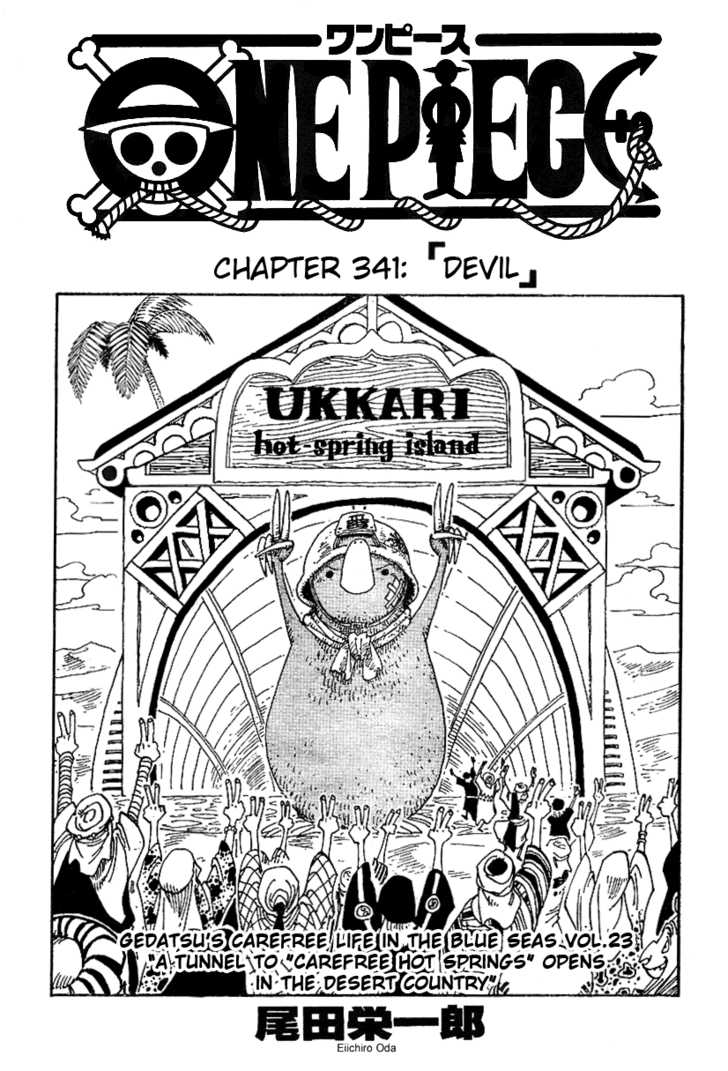 ワンピース
ONE PIECE
CHAPTER 341: 「DEVIL」
UKKARI
hot-spring island
GEDATSU'S CAREFREE LIFE IN THE BLUE SEAS VOL.23
"A TUNNEL TO "CAREFREE HOT SPRINGS" OPENS
IN THE DESERT COUNTRY"
尾田栄一郎
Eiichiro Oda